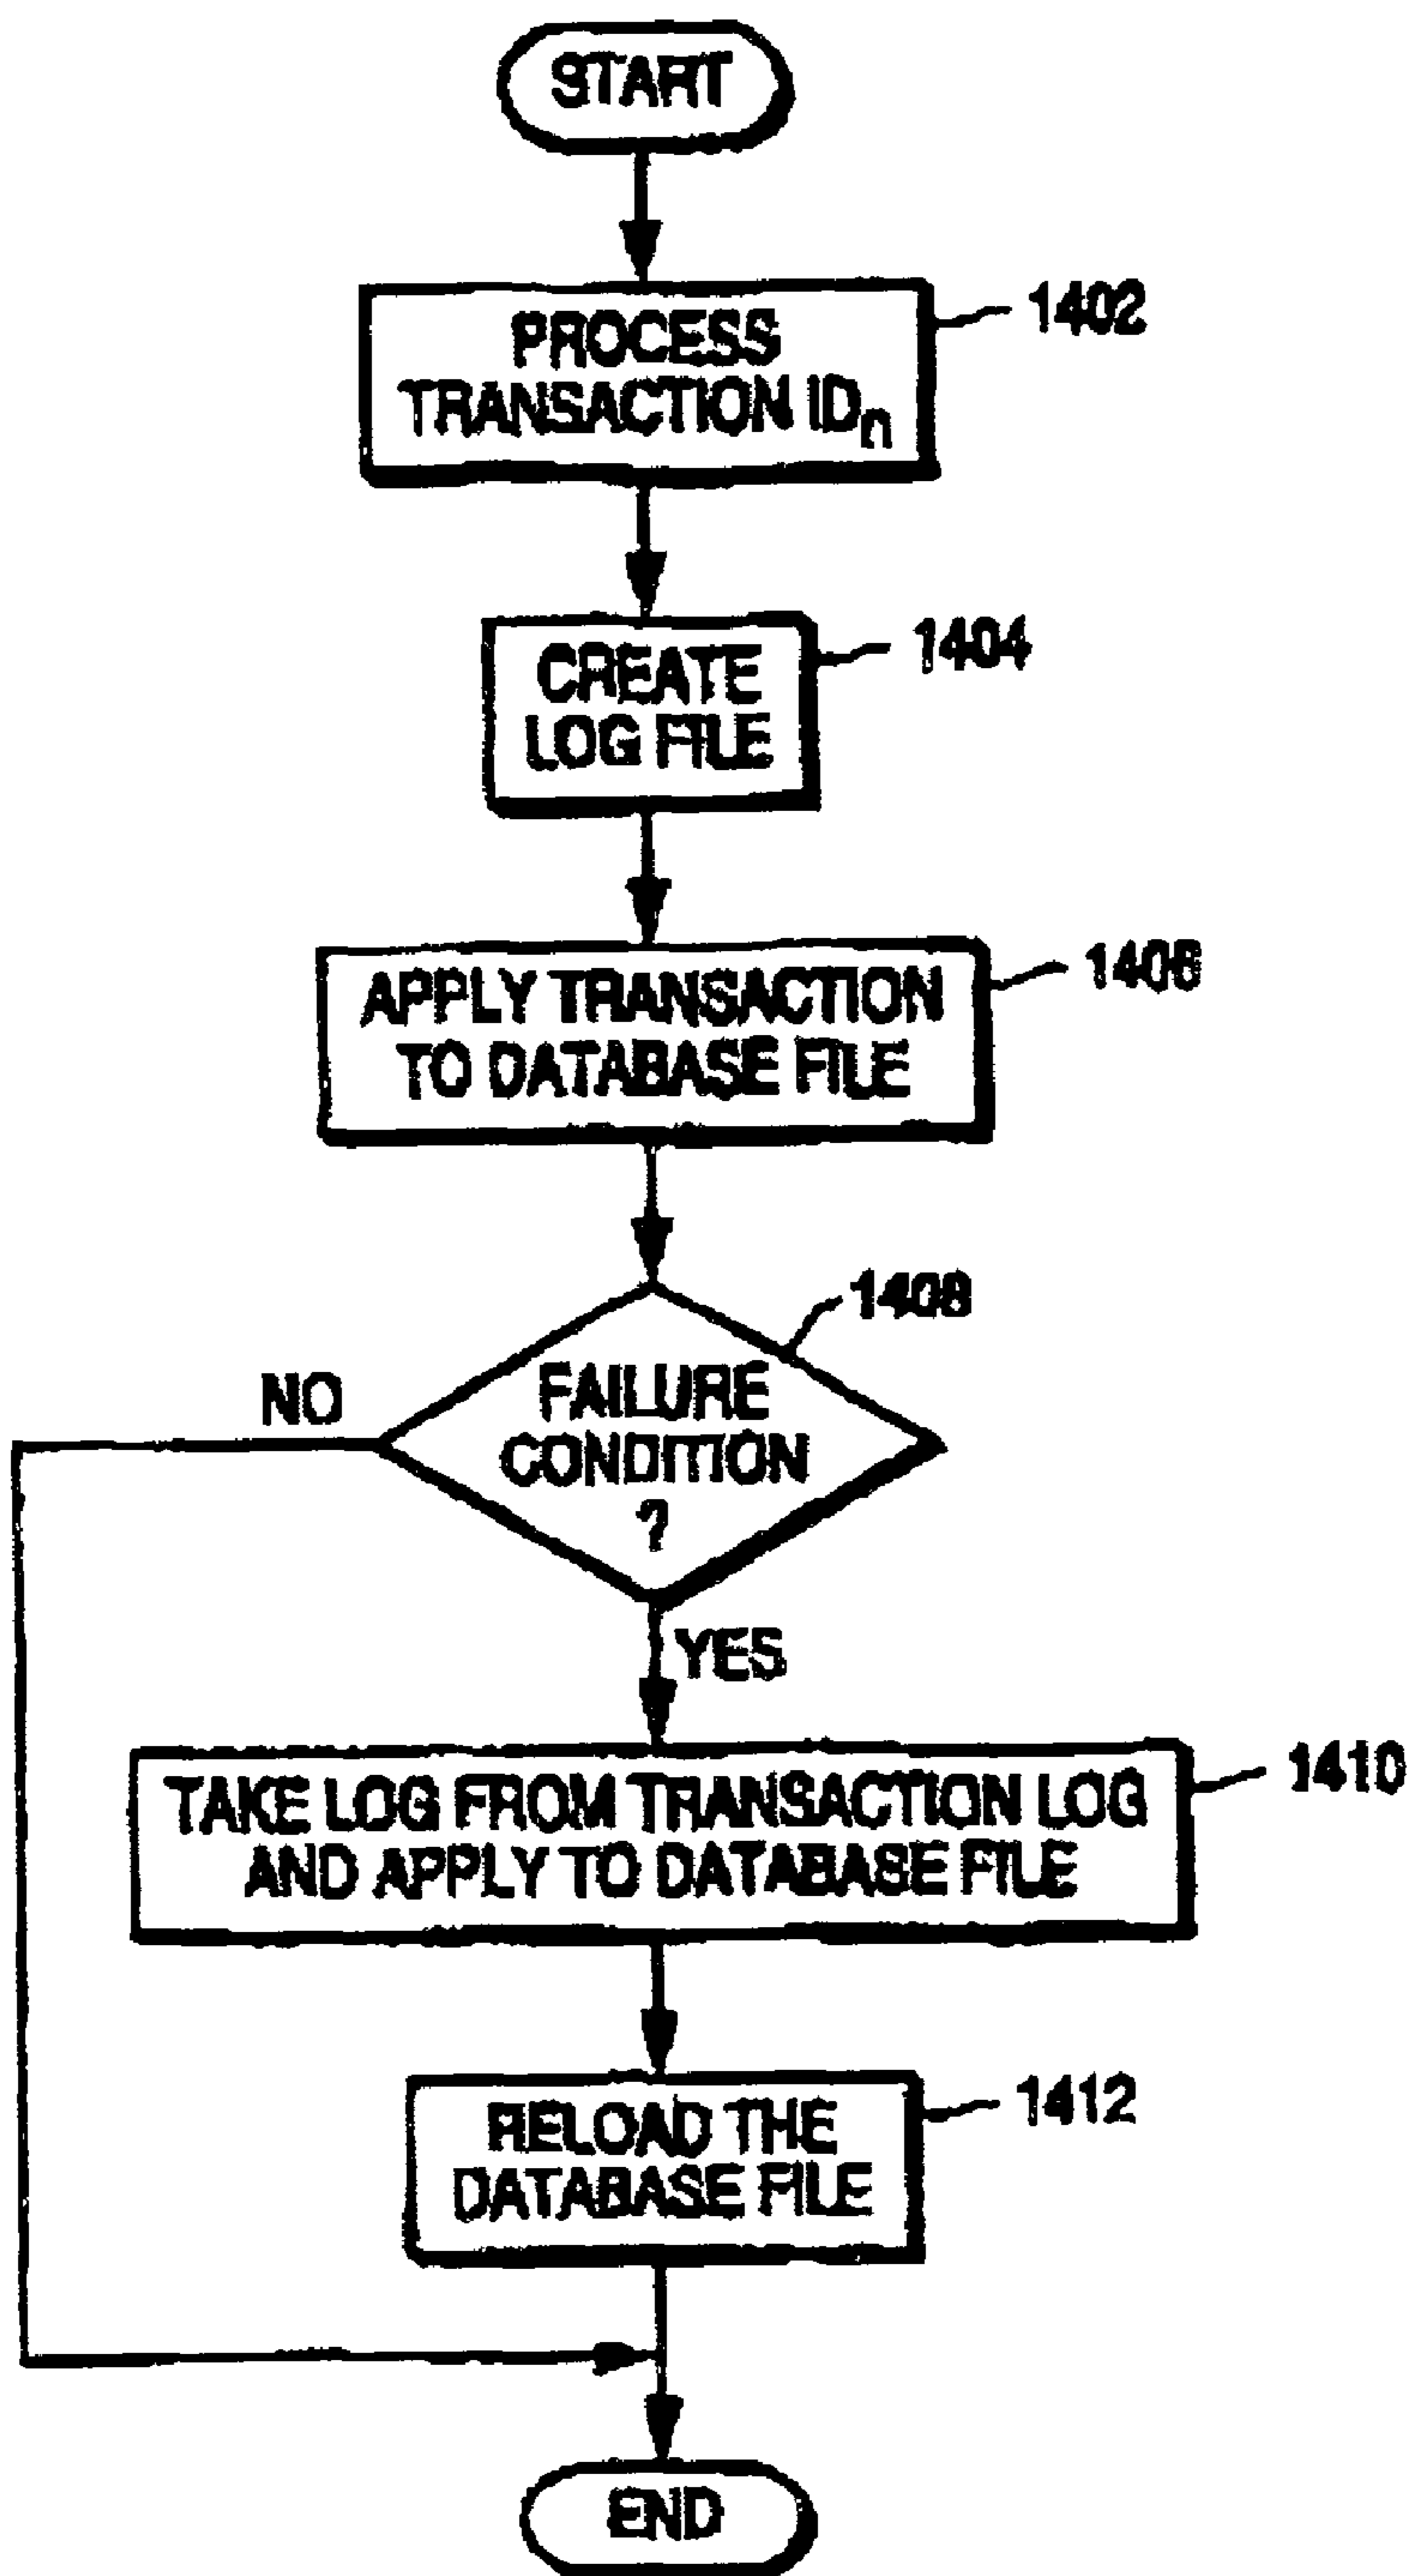 START
PROCESS
TRANSACTION IDn
1402
CREATE
LOG FILE
1404
APPLY TRANSACTION
TO DATABASE FILE
1406
FAILURE
CONDITION
?
1408
NO
YES
TAKE LOG FROM TRANSACTION LOG
AND APPLY TO DATABASE FILE
1410
RELOAD THE
DATABASE FILE
1412
END